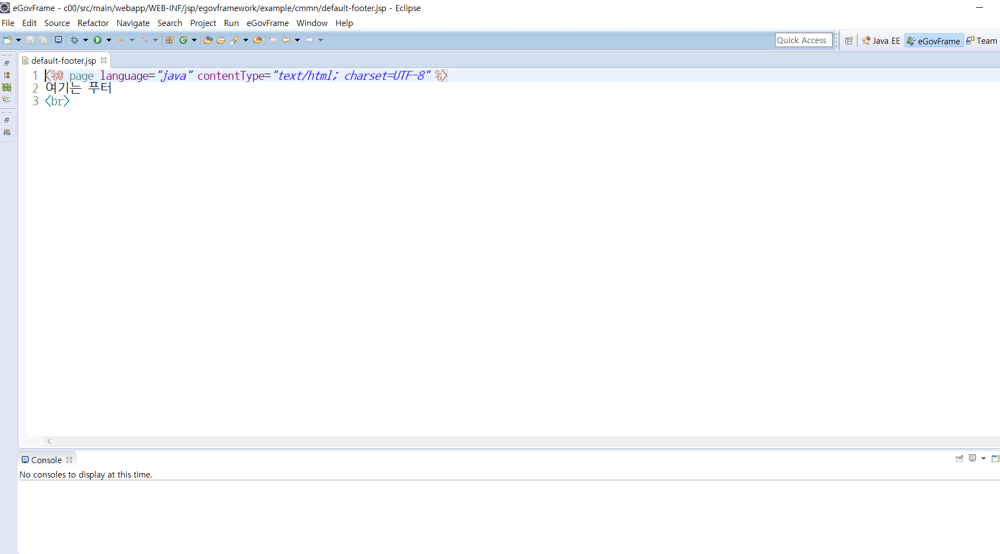 eGovFrame - c00/src/main/webapp/WEB-INF/jsp/egovframework/example/cmmn/default-footer.jsp - Eclipse
File Edit Source Refactor Navigate Search Project Run eGovFrame Window Help
Quick Access Java EE eGovFrame Team
default-footer.jsp
1 <%@ page language="java" contentType="text/html; charset=UTF-8" %>
2 여기는 푸터
3 <br>
Console
No consoles to display at this time.